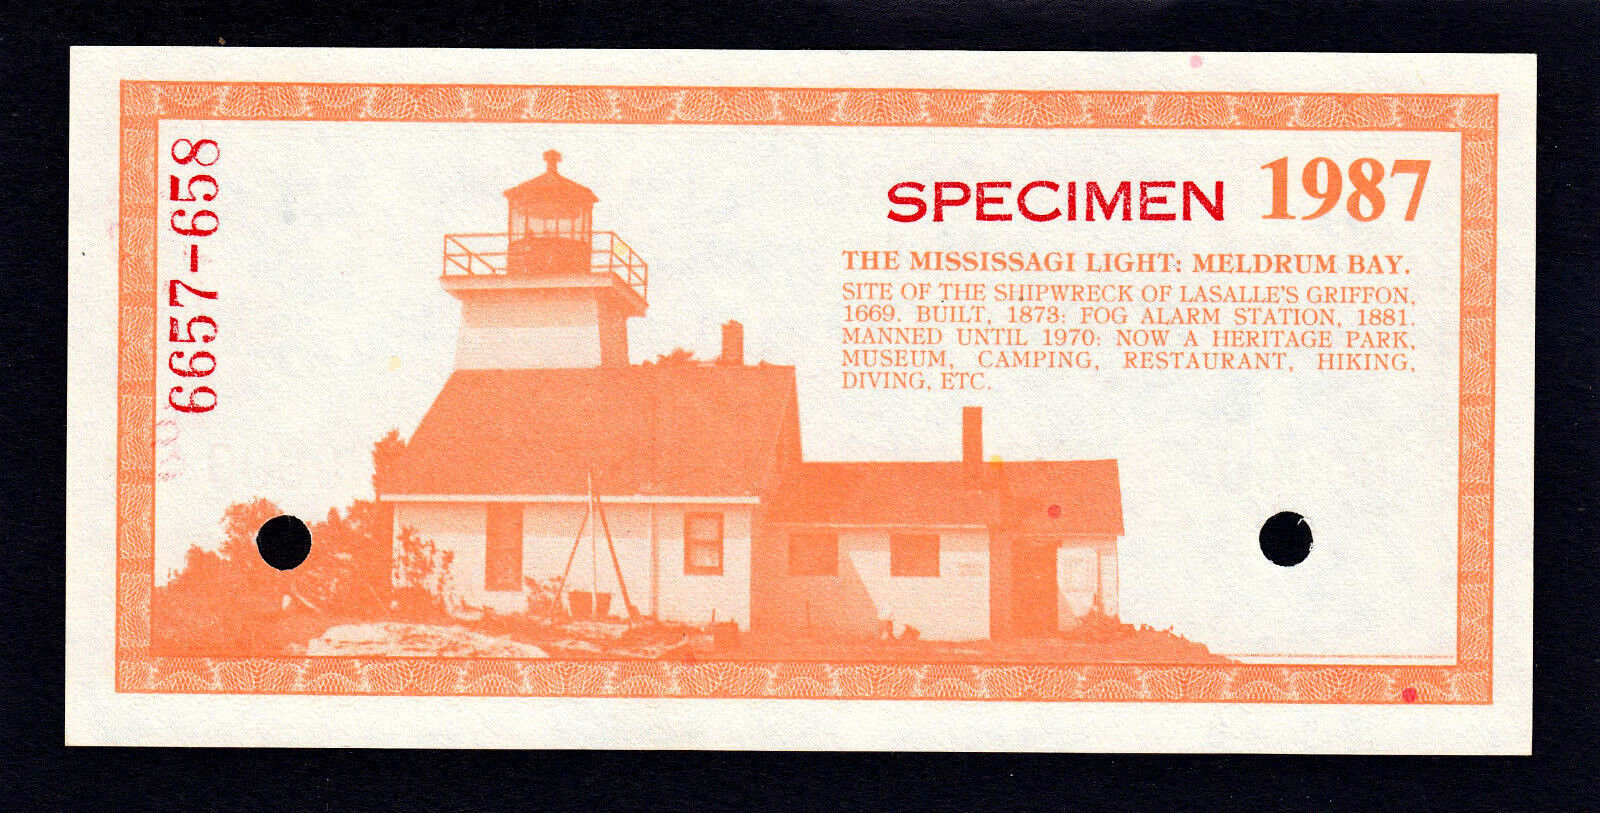 6657-658
SPECIMEN 1987
THE MISSISSAGI LIGHT: MELDRUM BAY.
SITE OF THE SHIPWRECK OF LASALLE'S GRIFFON,
1669. BUILT, 1873: FOG ALARM STATION, 1881.
MANNED UNTIL 1970: NOW A HERITAGE PARK,
MUSEUM, CAMPING, RESTAURANT, HIKING,
DIVING, ETC.